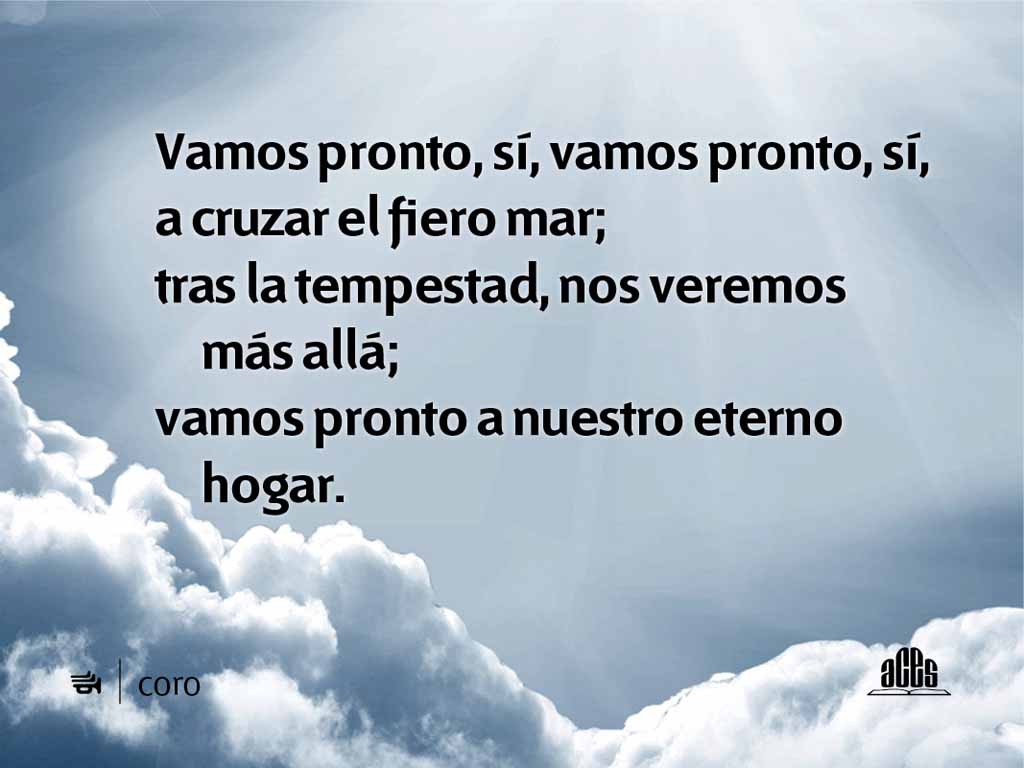 Vamos pronto, sí, vamos pronto, sí,
a cruzar el fiero mar;
tras la tempestad, nos veremos
más allá;
vamos pronto a nuestro eterno
hogar.
coro
aces